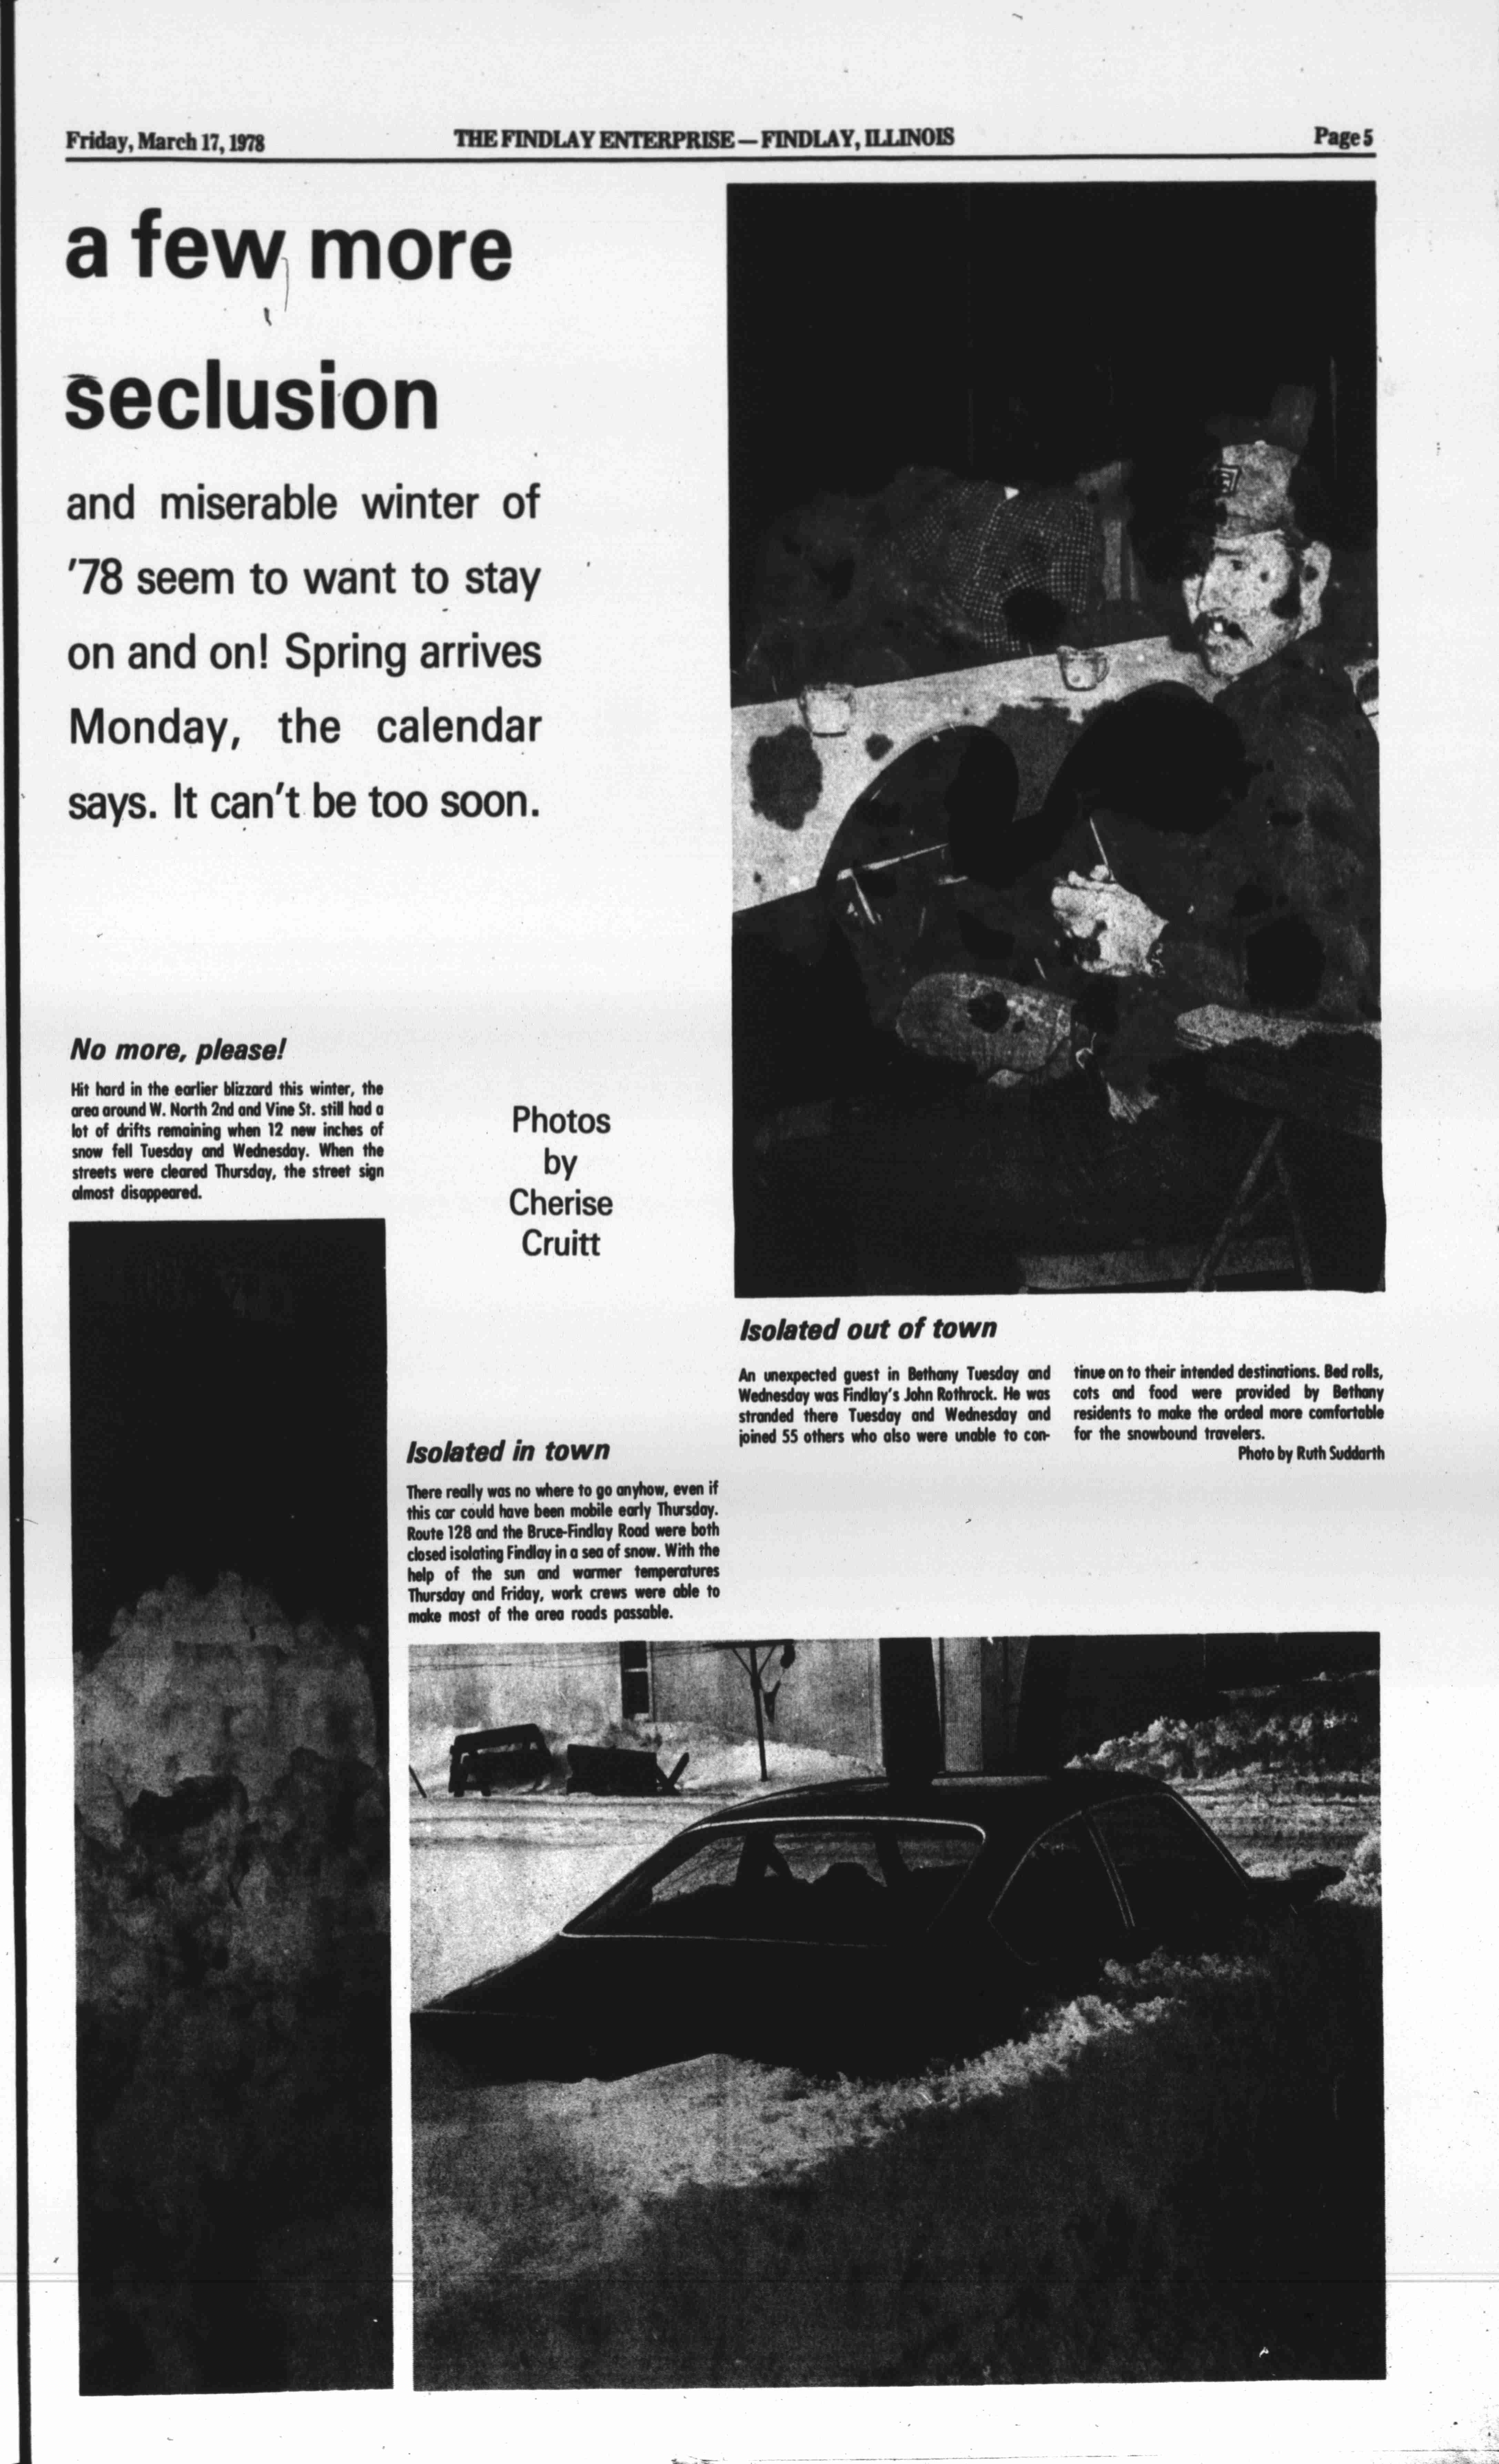 Friday, March 17, 1978
THE FINDLAY ENTERPRISE — FINDLAY, ILLINOIS
Page 5
a few more
seclusion
and miserable winter of
'78 seem to want to stay
on and on! Spring arrives
Monday, the calendar
says. It can't be too soon.
No more, please!
Hit hard in the earlier blizzard this winter, the
area around W. North 2nd and Vine St. still had a
lot of drifts remaining when 12 new inches of
snow fell Tuesday and Wednesday. When the
streets were cleared Thursday, the street sign
almost disappeared.
Photos
by
Cherise
Cruitt
Isolated out of town
An unexpected guest in Bethany Tuesday and
Wednesday was Findlay's John Rothrock. He was
stranded there Tuesday and Wednesday and
joined 55 others who also were unable to con-
tinue on to their intended destinations. Bed rolls,
cots and food were provided by Bethany
residents to make the ordeal more comfortable
for the snowbound travelers.
Photo by Ruth Suddarth
Isolated in town
There really was no where to go anyhow, even if
this car could have been mobile early Thursday.
Route 128 and the Bruce-Findlay Road were both
closed isolating Findlay in a sea of snow. With the
help of the sun and warmer temperatures
Thursday and Friday, work crews were able to
make most of the area roads passable.